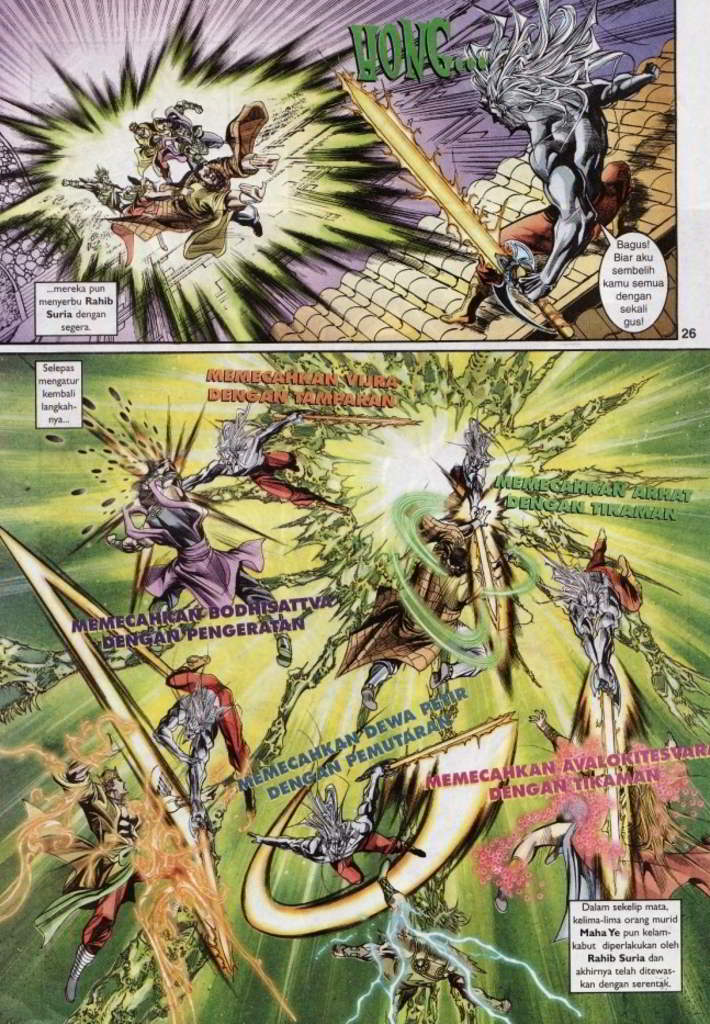 WONG...
Bagus!
Biar aku
sembelih
kamu semua
dengan
sekali
gus!
...mereka pun
menyerbu Rahib
Suria dengan
segera.
26
Selepas
mengatur
kembali
langkah-
nya...
MEMECAHKAN VIJRA
DENGAN TAMPARAN
MEMECAHKAN ARHAT
DENGAN TIKAMAN
MEMECAHKAN BODHISATTVA
DENGAN PENGERATAN
MEMECAHKAN DEWA PETIR
DENGAN PEMUTARAN
MEMECAHKAN AVALOKITESVARA
DENGAN TIKAMAN
Dalam sekelip mata,
kelima-lima orang murid
Maha Ye pun kelam-
kabut diperlakukan oleh
Rahib Suria dan
akhirnya telah ditewas-
kan dengan serentak.